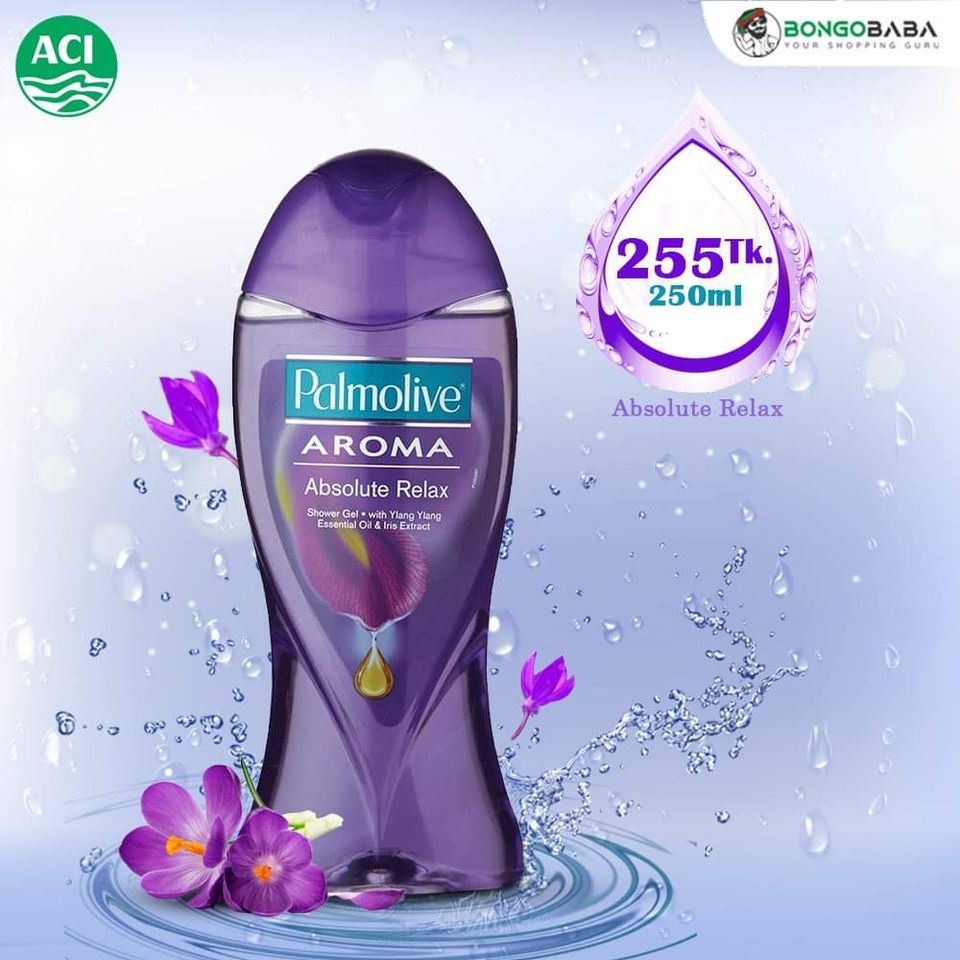 ACI
BONGOBABA
YOUR SHOPPING GURU
255Tk.
250ml
Absolute Relax
Palmolive®
AROMA
Absolute Relax
Shower Gel • with Ylang Ylang
Essential Oil & Iris Extract